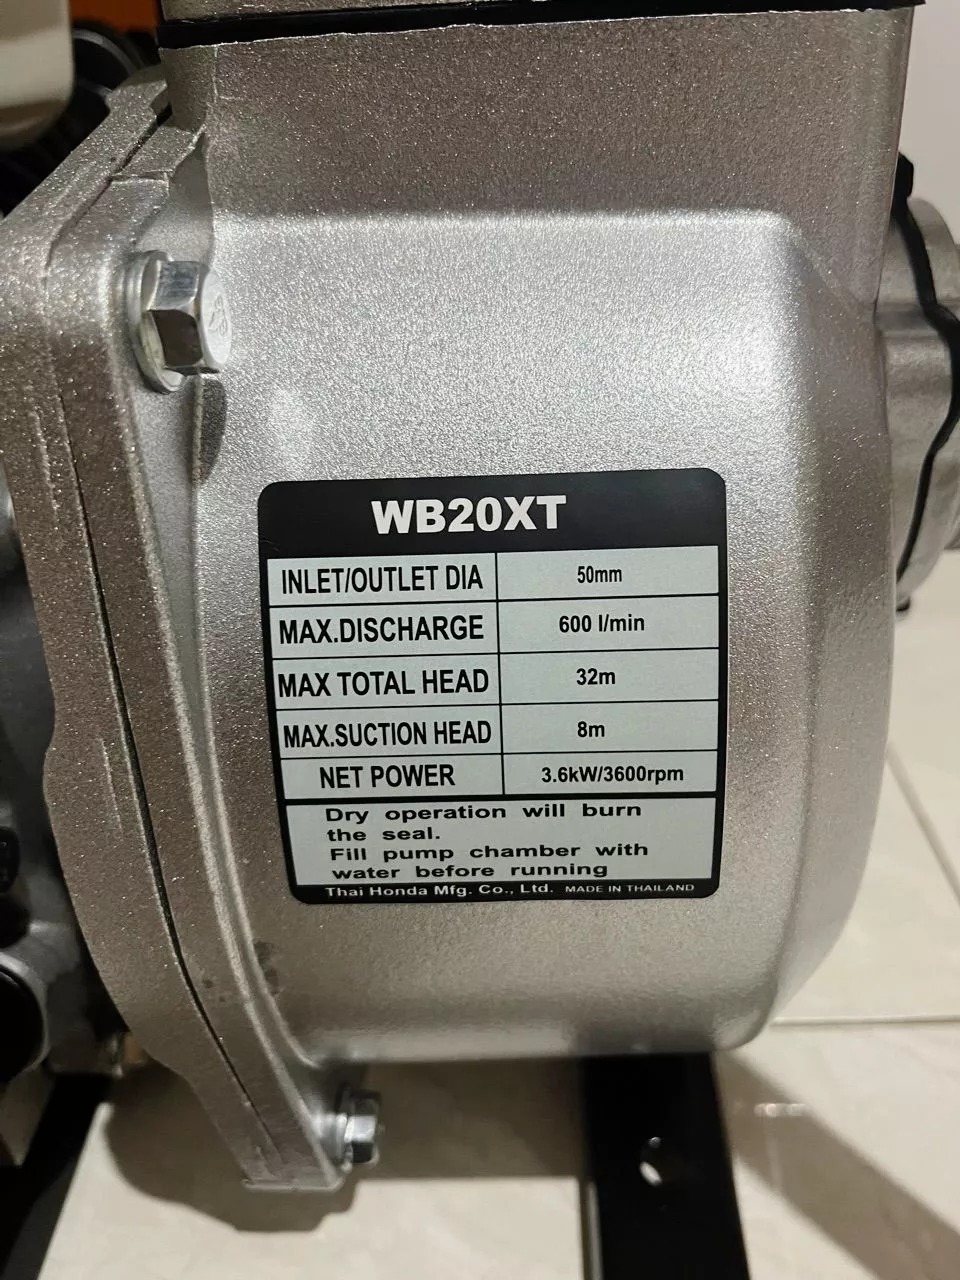 WB20XT
INLET/OUTLET DIA 50mm
MAX.DISCHARGE 600 l/min
MAX TOTAL HEAD 32m
MAX.SUCTION HEAD 8m
NET POWER 3.6kW/3600rpm
Dry operation will burn
the seal.
Fill pump chamber with
water before running
Thai Honda Mfg. Co., Ltd. MADE IN THAILAND